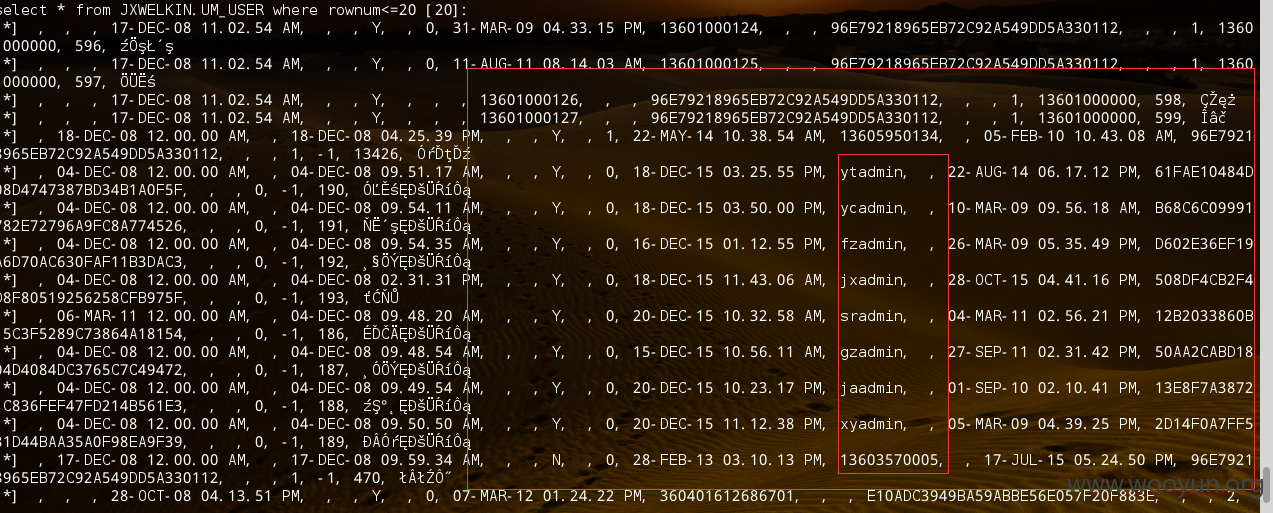 select * from JXWELKIN.UM_USER where rownum<=20 [20]:
*] , , , 17-DEC-08 11.02.54 AM, , , Y, , 0, 31-MAR-09 04.33.15 PM, 13601000124, , , 96E79218965EB72C92A549DD5A330112, , , 1, 1360
000000, 596, źÖşŁ´ş
*] , , , 17-DEC-08 11.02.54 AM, , , Y, , 0, 11-AUG-11 08.14.03 AM, 13601000125, , , 96E79218965EB72C92A549DD5A330112, , , 1, 1360
000000, 597, ÖÜËś
*] , , , 17-DEC-08 11.02.54 AM, , , Y, , , , 13601000126, , , 96E79218965EB72C92A549DD5A330112, , , 1, 13601000000, 598, ÇŽęż
*] , , , 17-DEC-08 11.02.54 AM, , , Y, , , , 13601000127, , , 96E79218965EB72C92A549DD5A330112, , , 1, 13601000000, 599, Îâč
*] , 18-DEC-08 12.00.00 AM, , 18-DEC-08 04.25.39 PM, , , Y, , 1, 22-MAY-14 10.38.54 AM, 13605950134, , 05-FEB-10 10.43.08 AM, 96E7921
8965EB72C92A549DD5A330112, , , 1, -1, 13426, ÓŕĎţĎź
*] , 04-DEC-08 12.00.00 AM, , 04-DEC-08 09.51.17 AM, , , Y, , 0, 18-DEC-15 03.25.55 PM, ytadmin, , 22-AUG-14 06.17.12 PM, 61FAE10484D
08D4747387BD34B1A0F5F, , , 0, -1, 190, ÓĽĚśĘĐšÜŔíÔą
*] , 04-DEC-08 12.00.00 AM, , 04-DEC-08 09.54.11 AM, , , Y, , 0, 18-DEC-15 03.50.00 PM, ycadmin, , 10-MAR-09 09.56.18 AM, B68C6C09991
782E72796A9FC8A774526, , , 0, -1, 191, ŇË´şĘĐšÜŔíÔą
*] , 04-DEC-08 12.00.00 AM, , 04-DEC-08 09.54.35 AM, , , Y, , 0, 16-DEC-15 01.12.55 PM, fzadmin, , 26-MAR-09 05.35.49 PM, D602E36EF19
A6D70AC630FAF11B3DAC3, , , 0, -1, 192, ¸§ÖÝĘĐšÜŔíÔą
*] , 04-DEC-08 12.00.00 AM, , 04-DEC-08 02.31.31 PM, , , Y, , 0, 18-DEC-15 11.43.06 AM, jxadmin, , 28-OCT-15 04.41.16 PM, 508DF4CB2F4
D8F80519256258CFB975F, , , 0, -1, 193, ťĆŃŮ
*] , 06-MAR-11 12.00.00 AM, , 04-DEC-08 09.48.20 AM, , , Y, , 0, 20-DEC-15 10.32.58 AM, sradmin, , 04-MAR-11 02.56.21 PM, 12B2033860B
5C3F5289C73864A18154, , , 0, -1, 186, ÉĎČÄĘĐšÜŔíÔą
*] , 04-DEC-08 12.00.00 AM, , 04-DEC-08 09.48.54 AM, , , Y, , 0, 15-DEC-15 10.56.11 AM, gzadmin, , 27-SEP-11 02.31.42 PM, 50AA2CABD18
04D4084DC3765C7C49472, , , 0, -1, 187, ¸ÓÖÝĘĐšÜŔíÔą
*] , 04-DEC-08 12.00.00 AM, , 04-DEC-08 09.49.54 AM, , , Y, , 0, 20-DEC-15 10.23.17 PM, jaadmin, , 01-SEP-10 02.10.41 PM, 13E8F7A3872
C836FEF47FD214B561E3, , , 0, -1, 188, źŞ°˛ĘĐšÜŔíÔą
*] , 04-DEC-08 12.00.00 AM, , 04-DEC-08 09.50.50 AM, , , Y, , 0, 20-DEC-15 11.12.38 PM, xyadmin, , 05-MAR-09 04.39.25 PM, 2D14F0A7FF5
81D44BAA35A0F98EA9F39, , , 0, -1, 189, ĐÂÓŕĘĐšÜŔíÔą
*] , 17-DEC-08 12.00.00 AM, , 17-DEC-08 09.59.34 AM, , , N, , 0, 28-FEB-13 03.10.13 PM, 13603570005, , 17-JUL-15 05.24.50 PM, 96E7921
8965EB72C92A549DD5A330112, , , 1, -1, 470, ŁÂłŹÔ˝
*] , , , 28-OCT-08 04.13.51 PM, , , Y, , 0, 07-MAR-12 01.24.22 PM, 3604016126867​01, , , E10ADC3949BA59ABBE56E057F20F883E, , , 2,
www.wooyun.org